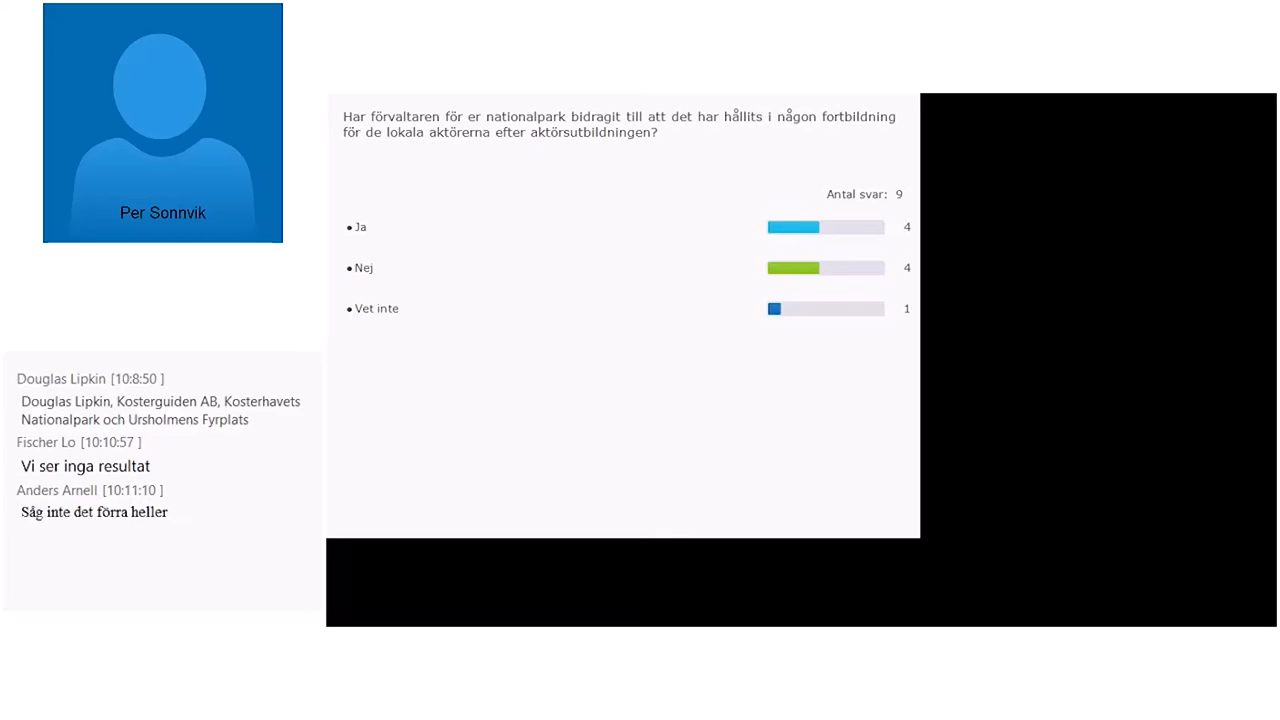 Per Sonnvik
Har förvaltaren för er nationalpark bidragit till att det har hållits i någon fortbildning
för de lokala aktörerna efter aktörsutbildningen?
Antal svar: 9
• Ja 4
• Nej 4
• Vet inte 1
Douglas Lipkin [10:8:50 ]
Douglas Lipkin, Kosterguiden AB, Kosterhavets
Nationalpark och Ursholmens Fyrplats
Fischer Lo [10:10:57 ]
Vi ser inga resultat
Anders Arnell [10:11:10 ]
Såg inte det förra heller